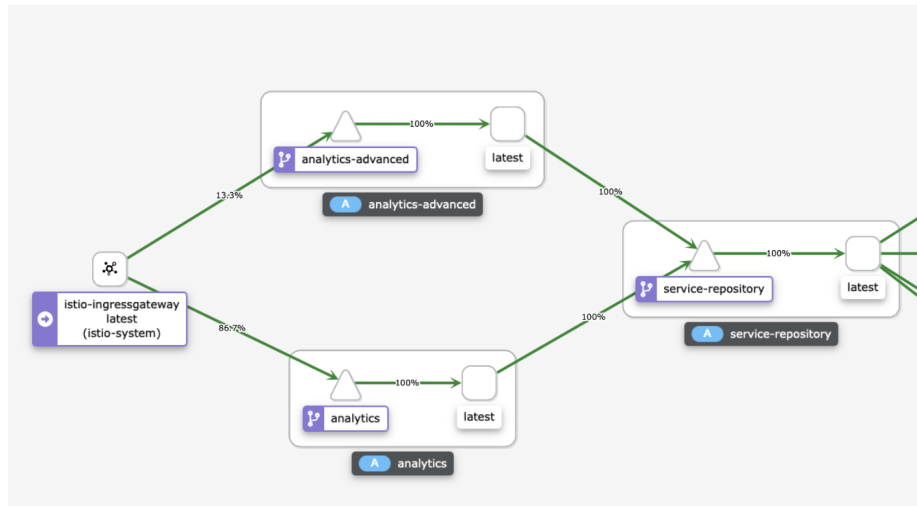 100%
analytics-advanced
latest
A analytics-advanced
13.3%
100%
istio-ingressgateway
latest
(istio-system)
100%
service-repository
latest
A service-repository
86.7%
100%
100%
analytics
latest
A analytics